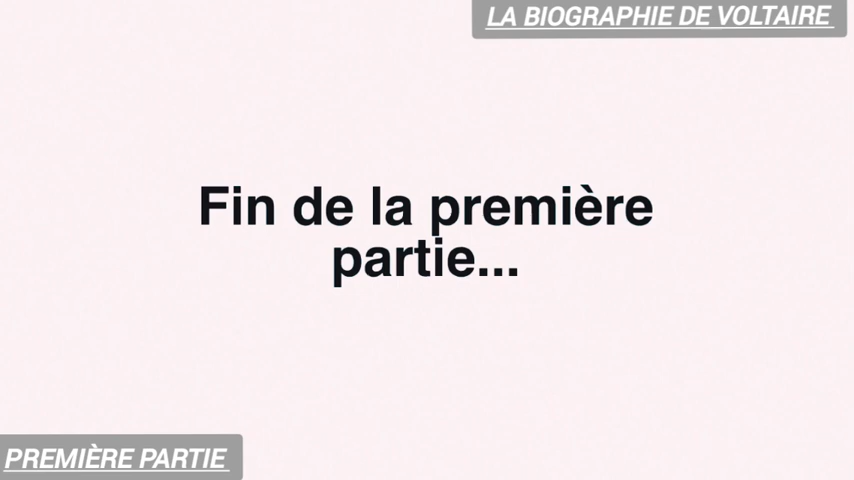 LA BIOGRAPHIE DE VOLTAIRE
Fin de la première
partie...
PREMIÈRE PARTIE